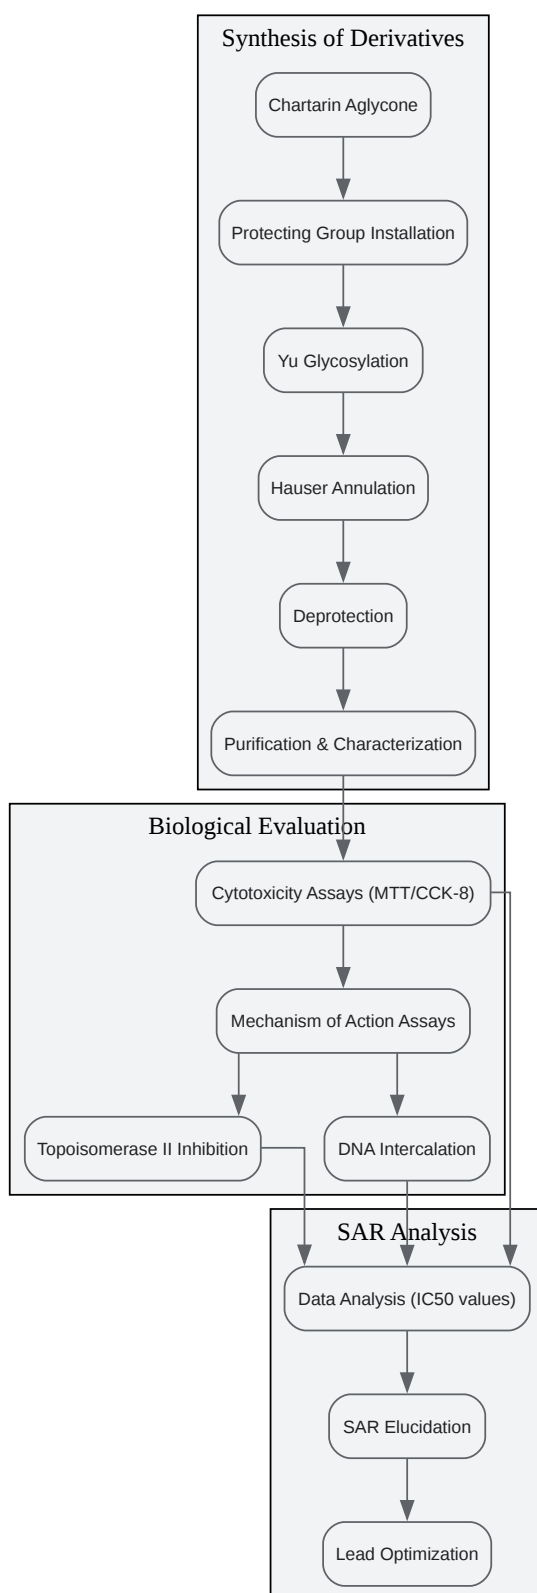 Synthesis of Derivatives
Chartarin Aglycone
Protecting Group Installation
Yu Glycosylation
Hauser Annulation
Deprotection
Purification & Characterization
Biological Evaluation
Cytotoxicity Assays (MTT/CCK-8)
Mechanism of Action Assays
Topoisomerase II Inhibition
DNA Intercalation
SAR Analysis
Data Analysis (IC50 values)
SAR Elucidation
Lead Optimization